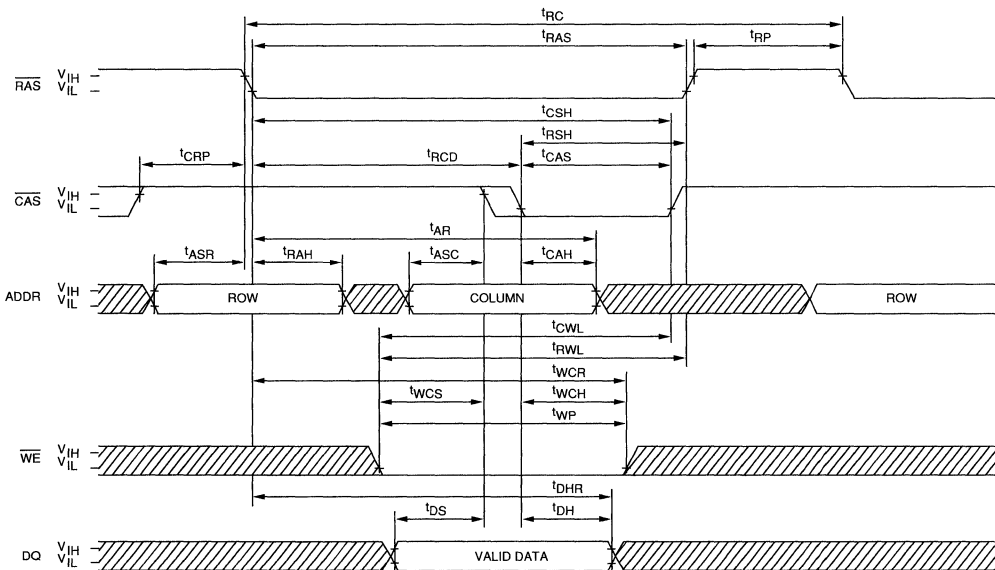 tRC
tRAS
tRP
RAS VIH VIL
tCSH
tRSH
tCRP tRCD tCAS
CAS VIH VIL
tAR
tASR tRAH tASC tCAH
ADDR VIH VIL ROW COLUMN ROW
tCWL
tRWL
tWCR
tWCS tWCH
tWP
WE VIH VIL
tDHR
tDS tDH
DQ VIH VIL VALID DATA